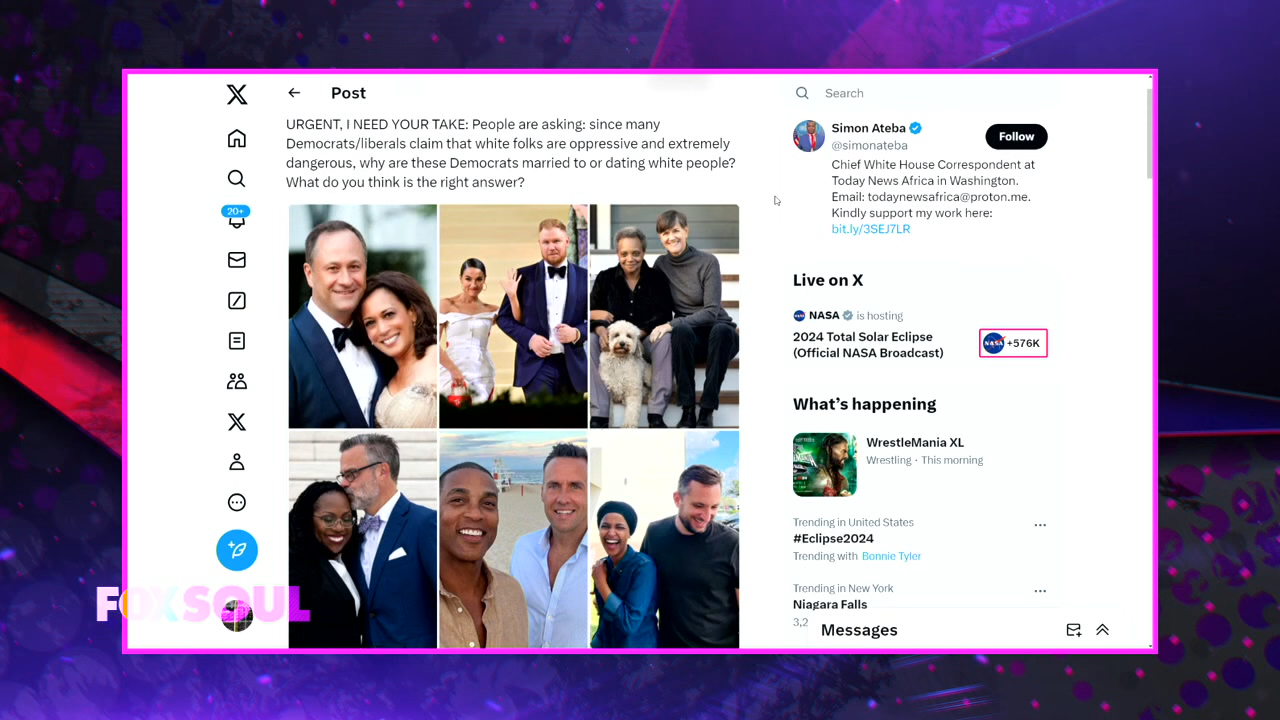 Post
URGENT, I NEED YOUR TAKE: People are asking: since many
Democrats/liberals claim that white folks are oppressive and extremely
dangerous, why are these Democrats married to or dating white people?
What do you think is the right answer?
20+
Search
Simon Ateba
@simonateba
Follow
Chief White House Correspondent at
Today News Africa in Washington.
Email: todaynewsafrica@proton.me.
Kindly support my work here:
bit.ly/3SEJ7LR
Live on X
NASA is hosting
2024 Total Solar Eclipse
(Official NASA Broadcast)
NASA +576K
What's happening
WrestleMania XL
Wrestling · This morning
Trending in United States
#Eclipse2024
Trending with Bonnie Tyler
Trending in New York
Niagara Falls
3,2
Messages
FOX SOUL